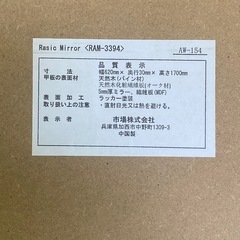 Rasic Mirror <RAM-3394>
AW-154
品質表示
寸法 幅620mm× 奥行30mm× 高さ1700mm
甲板の表面材 天然木(パイン材)
天然木化粧繊維板(オーク材)
5mm厚ミラー、繊維板(MDF)
表面加工 ラッカー塗装
取り扱い上の注意 ・直射日光又は熱を避ける。
市場株式会社
兵庫県加西市中野町1309-3
中国製